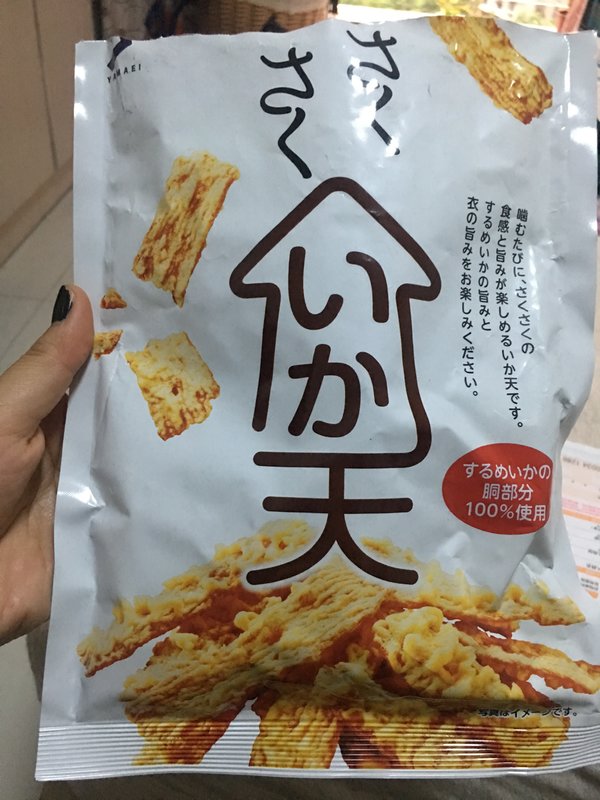 YAMAEI
さくさく
いか天
噛むたびに、さくさくの
食感と旨みが楽しめるいか天です。
するめいかの旨みと
衣の旨みをお楽しみください。
するめいかの
胴部分
100%使用
写真はイメージです。